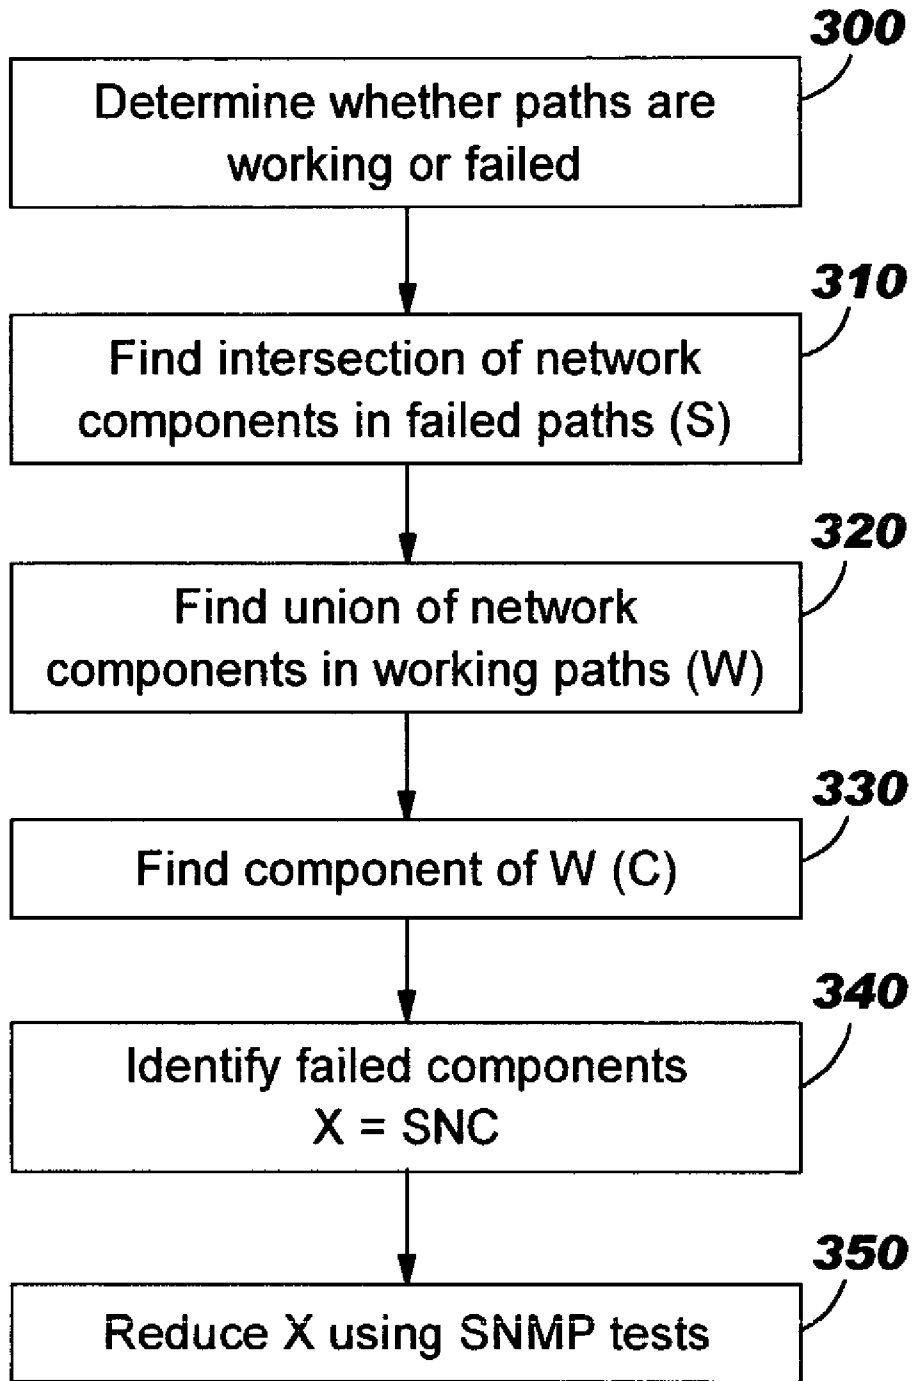 300
Determine whether paths are
working or failed
310
Find intersection of network
components in failed paths (S)
320
Find union of network
components in working paths (W)
330
Find component of W (C)
340
Identify failed components
X = SNC
350
Reduce X using SNMP tests